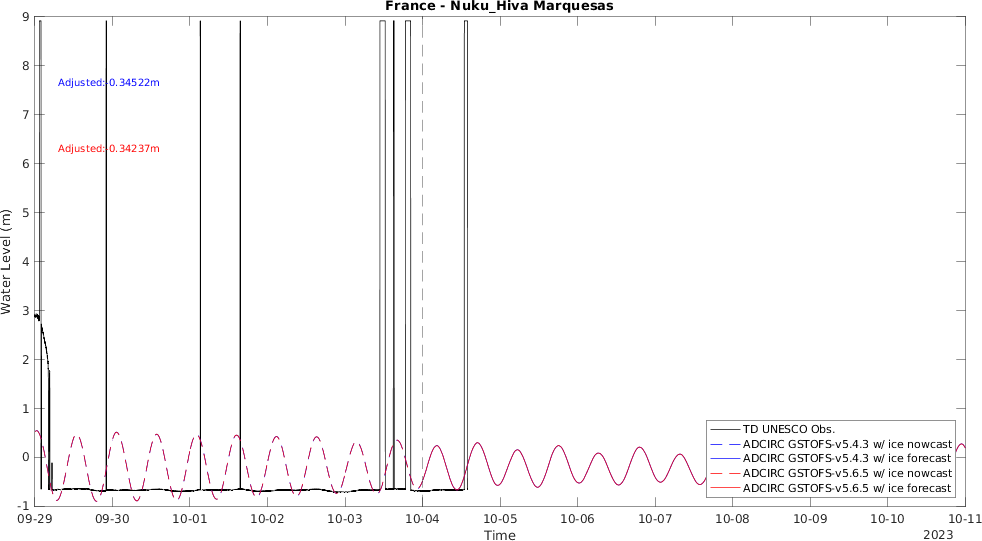 France - Nuku_Hiva Marquesas
9
8
7
6
5
4
3
2
1
0
-1
Water Level (m)
Adjusted:-0.34522m
Adjusted:-0.34237m
TD UNESCO Obs.
ADCIRC GSTOFS-v5.4.3 w/ ice nowcast
ADCIRC GSTOFS-v5.4.3 w/ ice forecast
ADCIRC GSTOFS-v5.6.5 w/ ice nowcast
ADCIRC GSTOFS-v5.6.5 w/ ice forecast
09-29 09-30 10-01 10-02 10-03 10-04 10-05 10-06 10-07 10-08 10-09 10-10 10-11
Time
2023